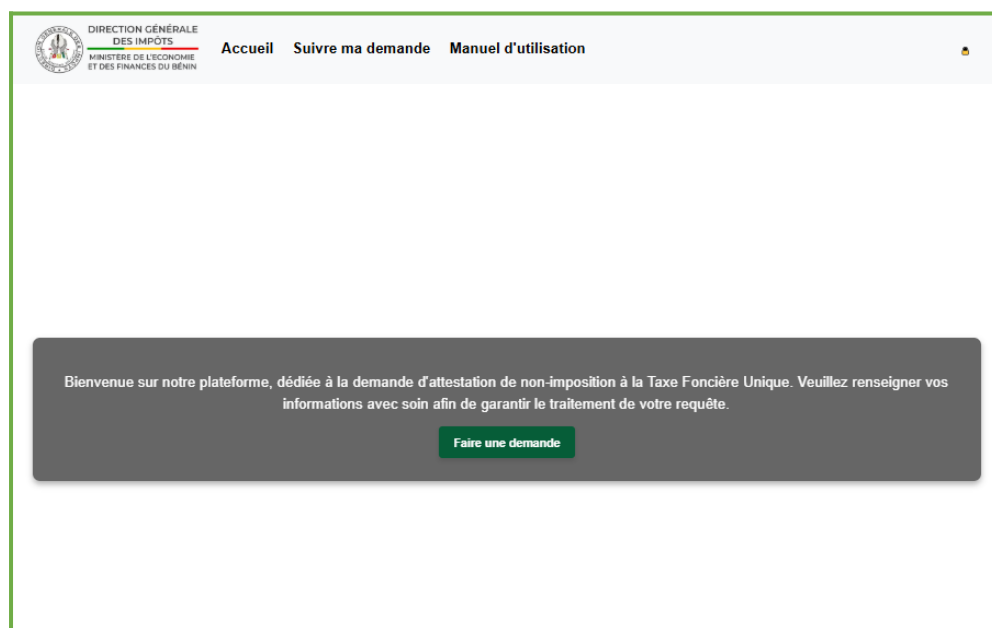 DIRECTION GÉNÉRALE
DES IMPÔTS
MINISTÈRE DE L'ECONOMIE
ET DES FINANCES DU BÉNIN
Accueil Suivre ma demande Manuel d'utilisation
Bienvenue sur notre plateforme, dédiée à la demande d'attestation de non-imposition à la Taxe Foncière Unique. Veuillez renseigner vos
informations avec soin afin de garantir le traitement de votre requête.
Faire une demande